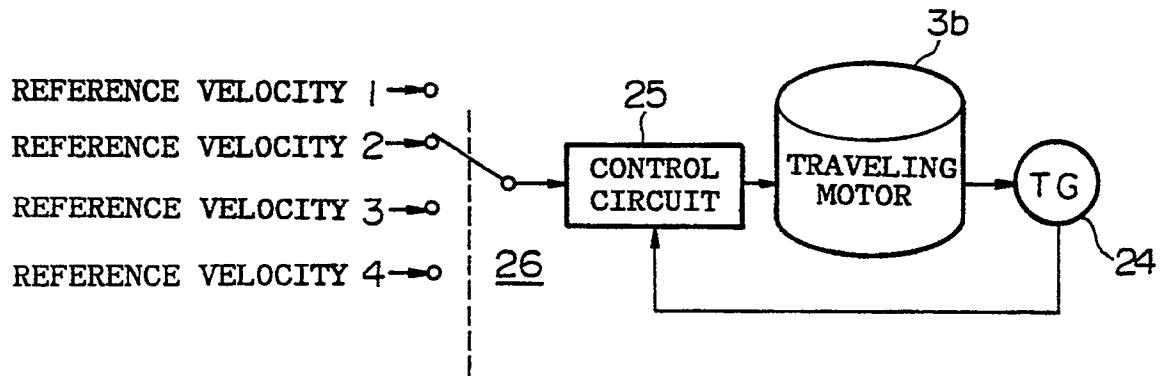 3b
REFERENCE VELOCITY 1
25
REFERENCE VELOCITY 2
CONTROL
CIRCUIT
TRAVELING
MOTOR
TG
REFERENCE VELOCITY 3
REFERENCE VELOCITY 4
26
24